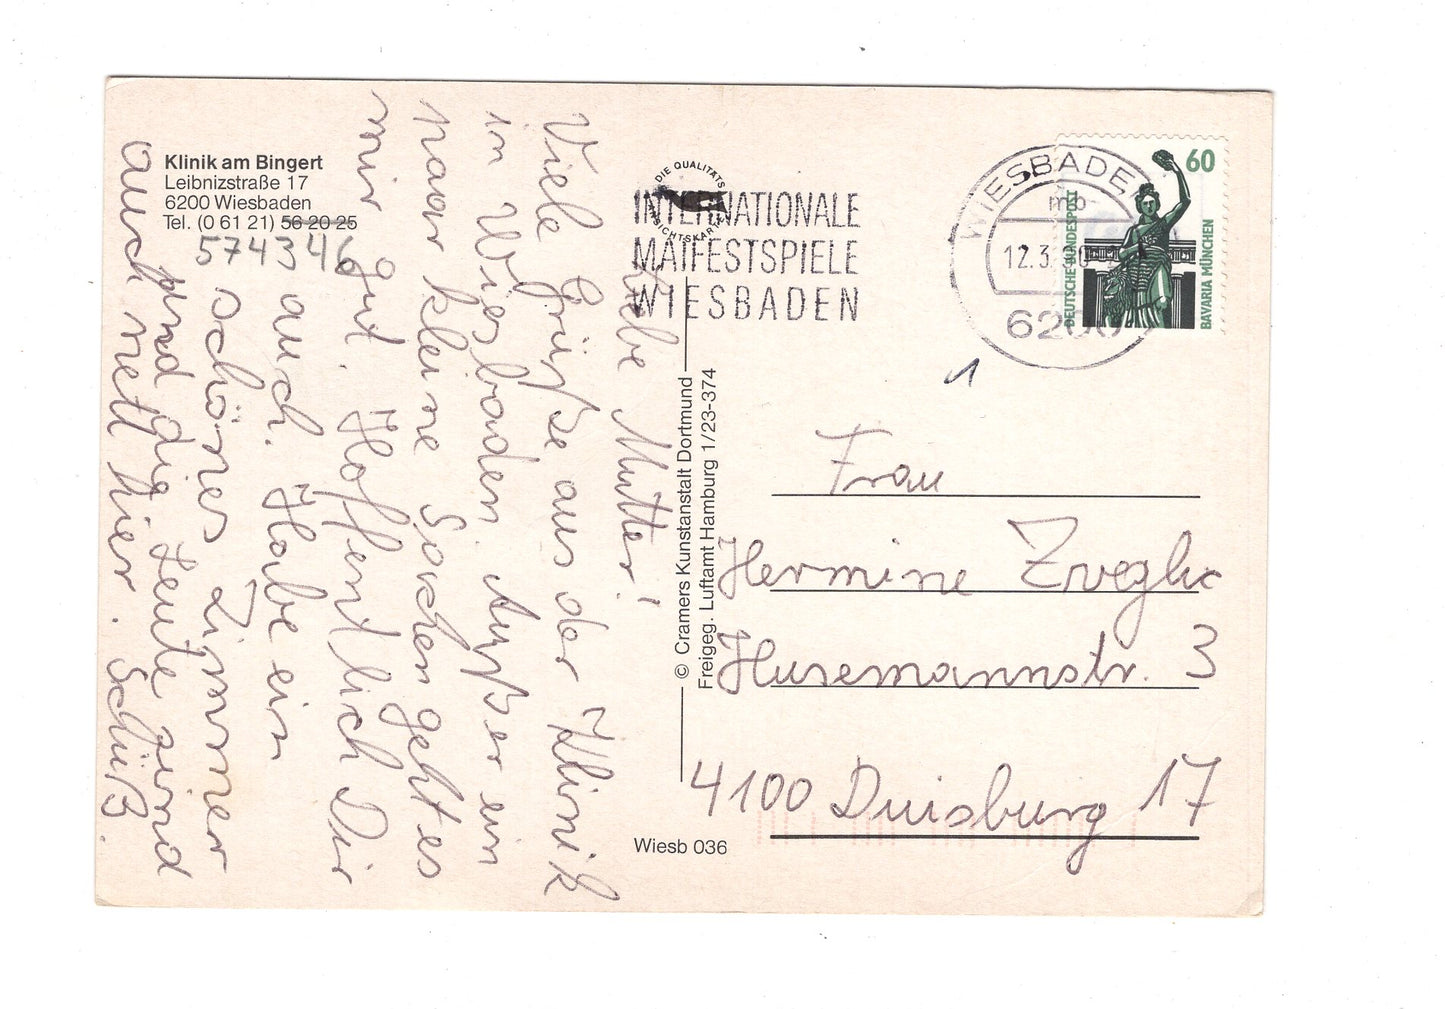 Klinik am Bingert
Leibnizstraße 17
6200 Wiesbaden
Tel. (0 61 21) 56 20 25
574346
Liebe Mutter!
Viele Grüße aus der Klinik
in Wiesbaden. Außer ein
paar kleine Sachen geht es
mir gut. Hoffentlich Dir
auch. Habe ein
schönes Zimmer
und die Leute sind
auch nett hier. Schüß.
DIE QUALITÄTS
ANSICHTSKARTE
INTERNATIONALE
MAIFESTSPIELE
WIESBADEN
WIESBADEN
mb
12.3.90
6200
60
DEUTSCHE BUNDESPOST
BAVARIA MÜNCHEN
1
© Cramers Kunstanstalt Dortmund
Freigeg. Luftamt Hamburg 1/23-374
Frau
Hermine
Husemannstr. 3
4100 Duisburg 17
Wiesb 036